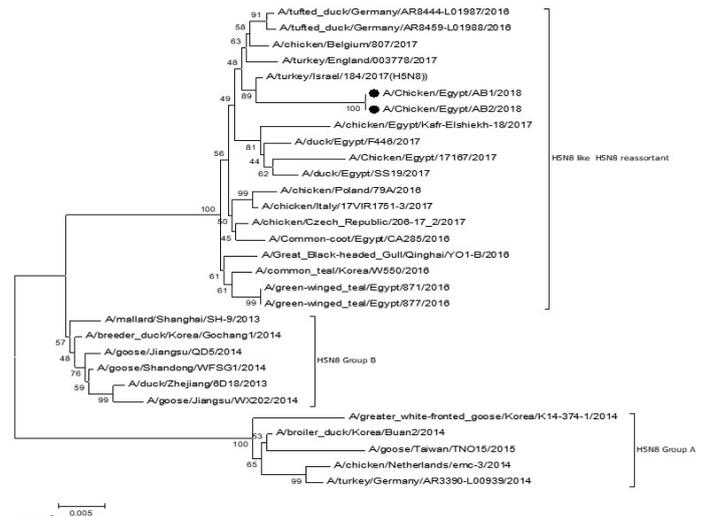 A/tufted_duck/Germany/AR8444-L01987/2016
91
A/tufted_duck/Germany/AR8459-L01988/2016
58
A/chicken/Belgium/807/2017
63
A/turkey/England/003778/2017
48
A/turkey/Israel/184/2017(H5N8))
89
A/Chicken/Egypt/AB1/2018
49
A/Chicken/Egypt/AB2/2018
100
A/chicken/Egypt/Kafr-Elshiekh-18/2017
A/duck/Egypt/F446/2017
81
A/Chicken/Egypt/17167/2017
44
A/duck/Egypt/SS19/2017
62
56
A/chicken/Poland/79A/2016
99
A/chicken/Italy/17VIR1751-3/2017
100
A/chicken/Czech_Republic/206-17_2/2017
50
A/Common-coot/Egypt/CA285/2016
45
A/Great_Black-headed_Gull/Qinghai/YO1-B/2016
A/common_teal/Korea/W550/2016
61
A/green-winged_teal/Egypt/871/2016
61
A/green-winged_teal/Egypt/877/2016
99
H5N8 like H5N8 reassortant
A/mallard/Shanghai/SH-9/2013
A/breeder_duck/Korea/Gochang1/2014
57
A/goose/Jiangsu/QD5/2014
48
A/goose/Shandong/WFSG1/2014
76
A/duck/Zhejiang/6D18/2013
59
A/goose/Jiangsu/WX202/2014
99
H5N8 Group B
A/greater_white-fronted_goose/Korea/K14-374-1/2014
A/broiler_duck/Korea/Buan2/2014
53
100
A/goose/Taiwan/TNO15/2015
A/chicken/Netherlands/emc-3/2014
65
A/turkey/Germany/AR3390-L00939/2014
99
H5N8 Group A
0.005